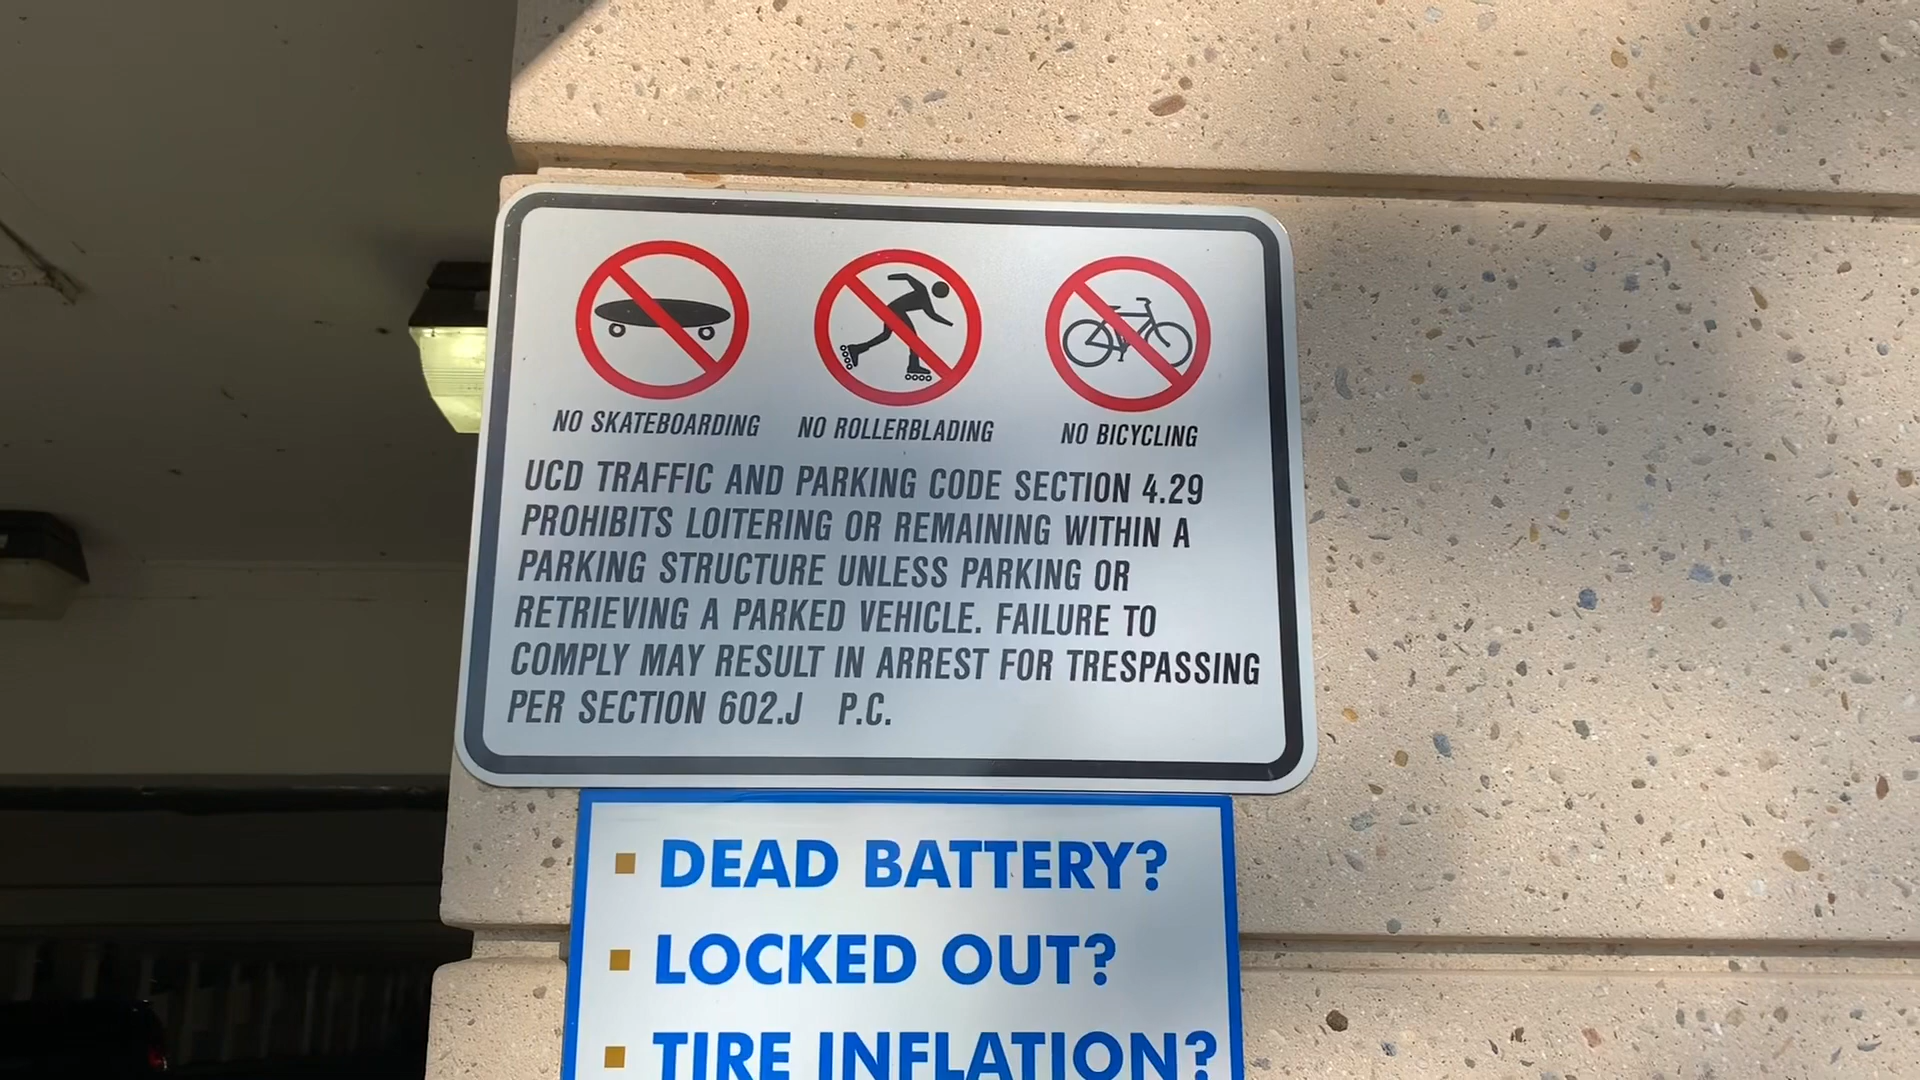 NO SKATEBOARDING NO ROLLERBLADING NO BICYCLING
UCD TRAFFIC AND PARKING CODE SECTION 4.29
PROHIBITS LOITERING OR REMAINING WITHIN A
PARKING STRUCTURE UNLESS PARKING OR
RETRIEVING A PARKED VEHICLE. FAILURE TO
COMPLY MAY RESULT IN ARREST FOR TRESPASSING
PER SECTION 602.J P.C.
▪ DEAD BATTERY?
▪ LOCKED OUT?
▪ TIRE INFLATION?